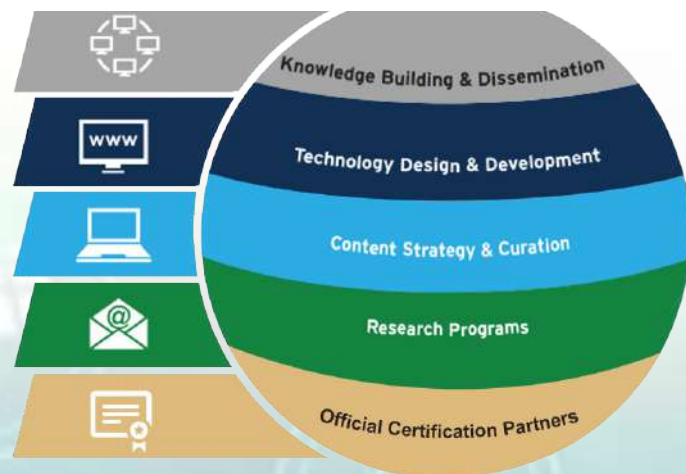 Knowledge Building & Dissemination
www
Technology Design & Development
Content Strategy & Curation
@
Research Programs
Official Certification Partners